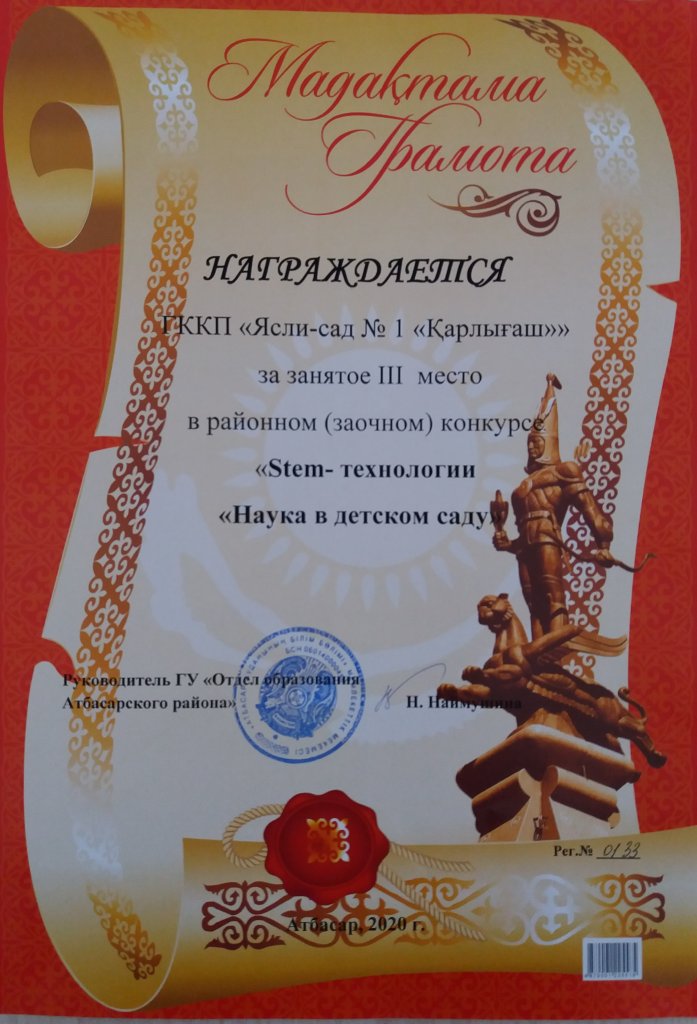 Мадақтама
Грамота
НАГРАЖДАЕТСЯ
ГККП «Ясли-сад № 1 «Қарлығаш»»
за занятое III место
в районном (заочном) конкурсе
«Stem- технологии
«Наука в детском саду»
Руководитель ГУ «Отдел образования
Атбасарского района»
Н. Наймушина
Рег.№ 0133
Атбасар, 2020 г.